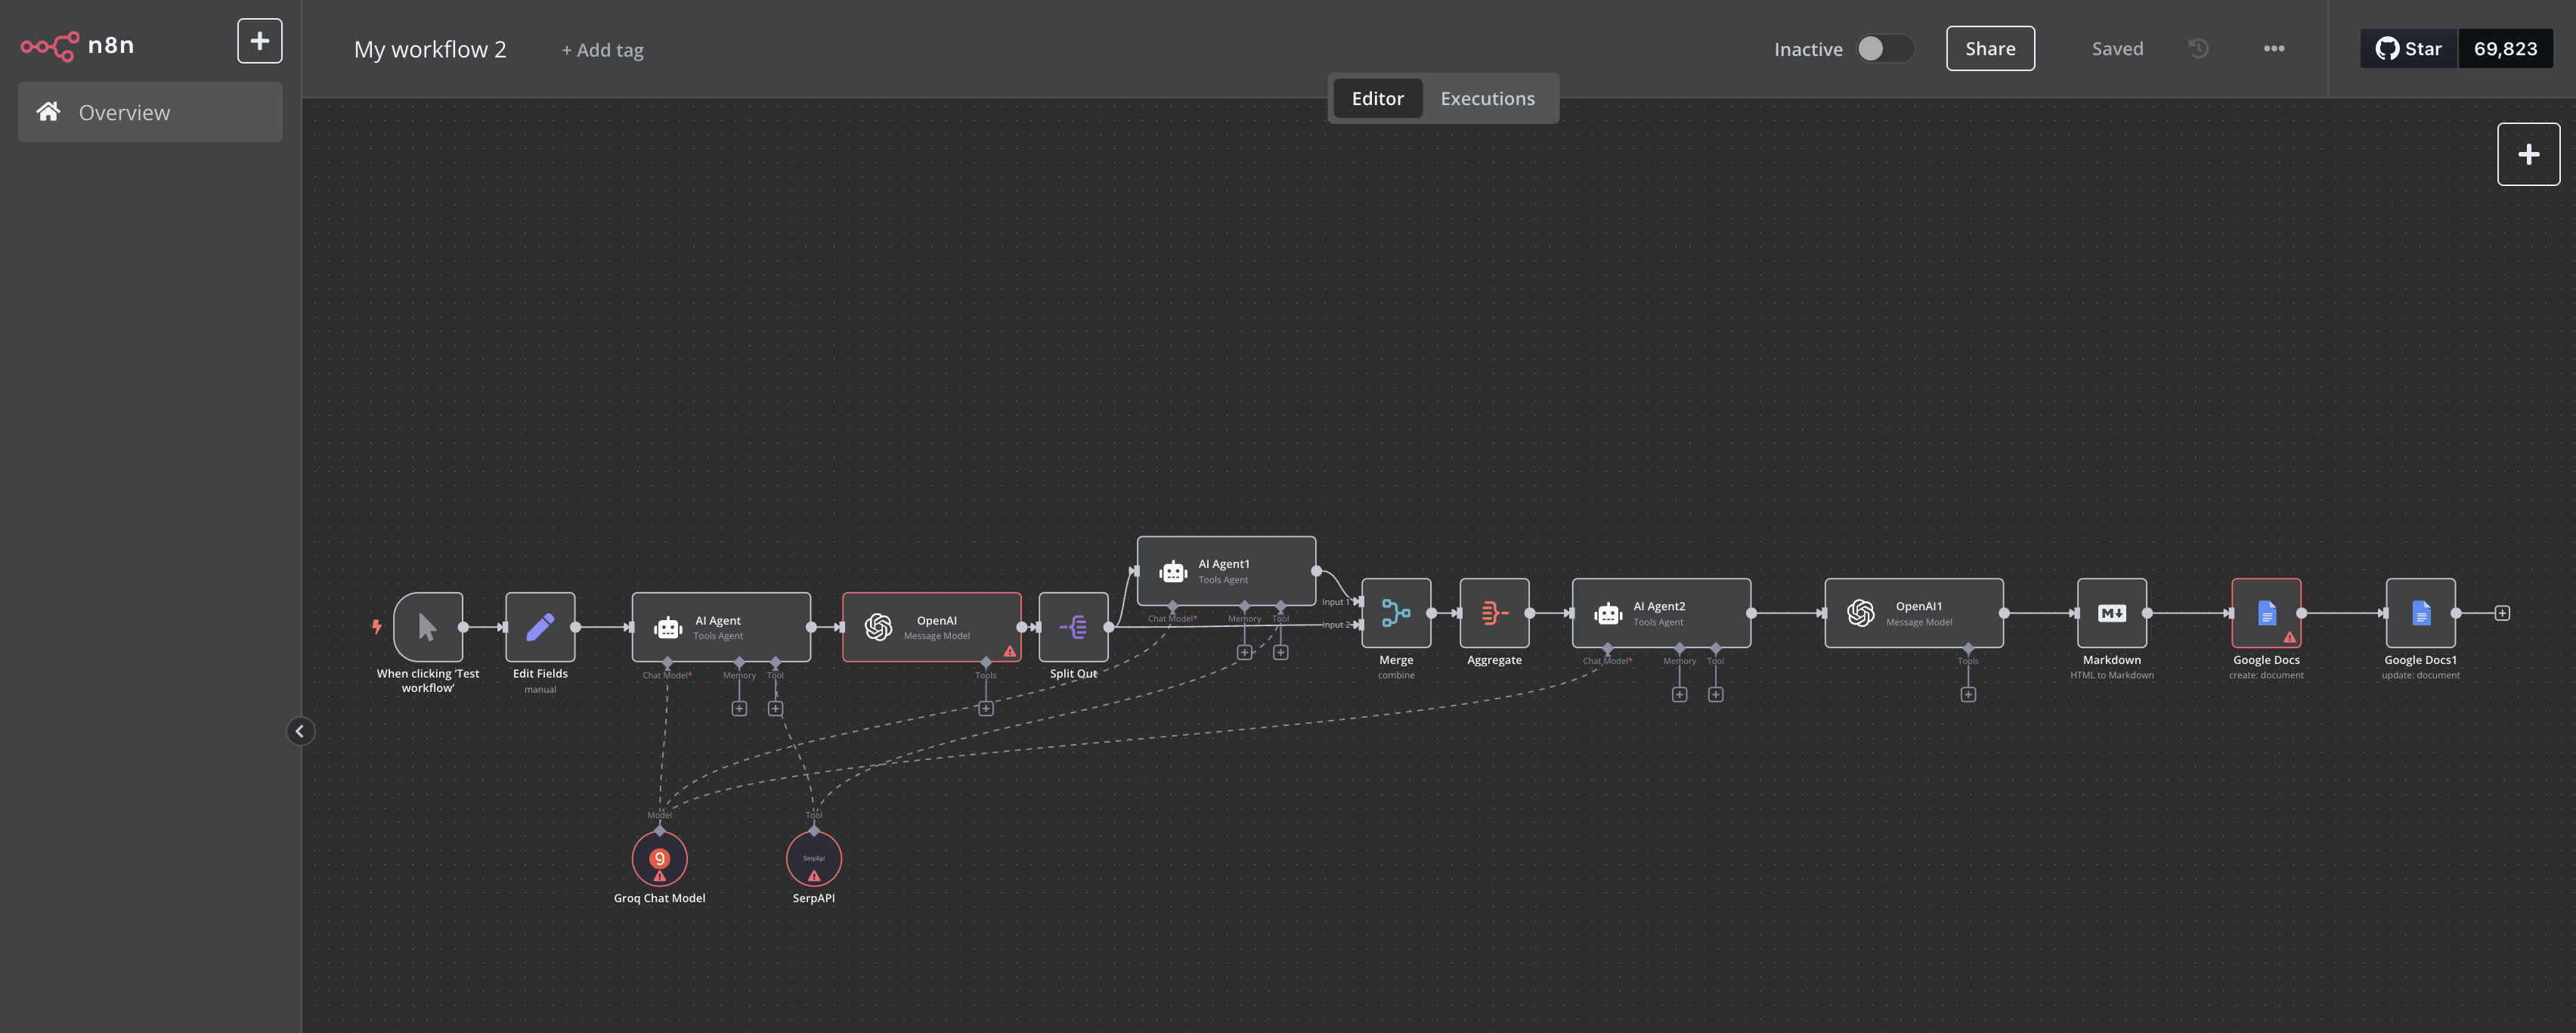 n8n
My workflow 2
+ Add tag
Inactive
Share
Saved
Star
69,823
Overview
Editor
Executions
AI Agent1
Tools Agent
Chat Model*
Memory
Tool
Input 1
Input 2
When clicking ‘Test
workflow’
Edit Fields
manual
AI Agent
Tools Agent
Chat Model*
Memory
Tool
OpenAI
Message Model
Tools
Split Out
Merge
combine
Aggregate
AI Agent2
Tools Agent
Chat Model*
Memory
Tool
OpenAI1
Message Model
Tools
M
Markdown
HTML to Markdown
Google Docs
create: document
Google Docs1
update: document
Model
Tool
9
SerpApi
Groq Chat Model
SerpAPI